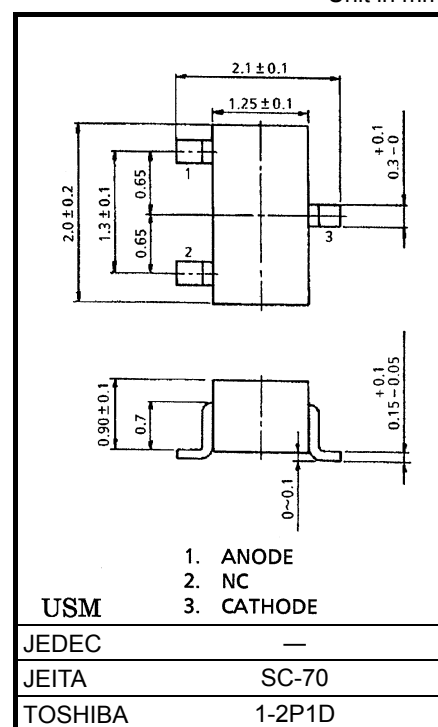 2.1±0.1
1.25±0.1
+0.1
0.3−0
2.0±0.2
1.3±0.1
0.65
0.65
1
2
3
0.90±0.1
0.7
+0.1
0.15−0.05
0~0.1
1. ANODE
2. NC
3. CATHODE
USM
JEDEC —
JEITA SC-70
TOSHIBA 1-2P1D